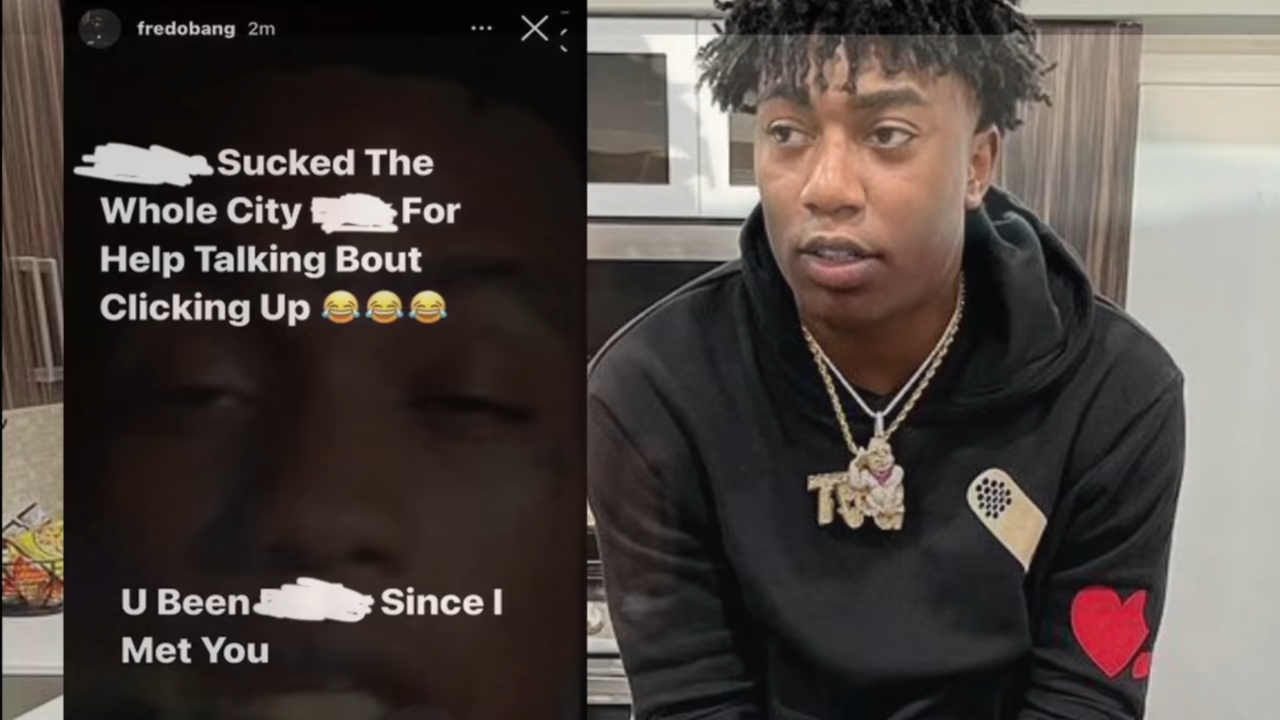 fredobang 2m
Sucked The
Whole City For
Help Talking Bout
Clicking Up 😂😂😂
U Been Since I
Met You